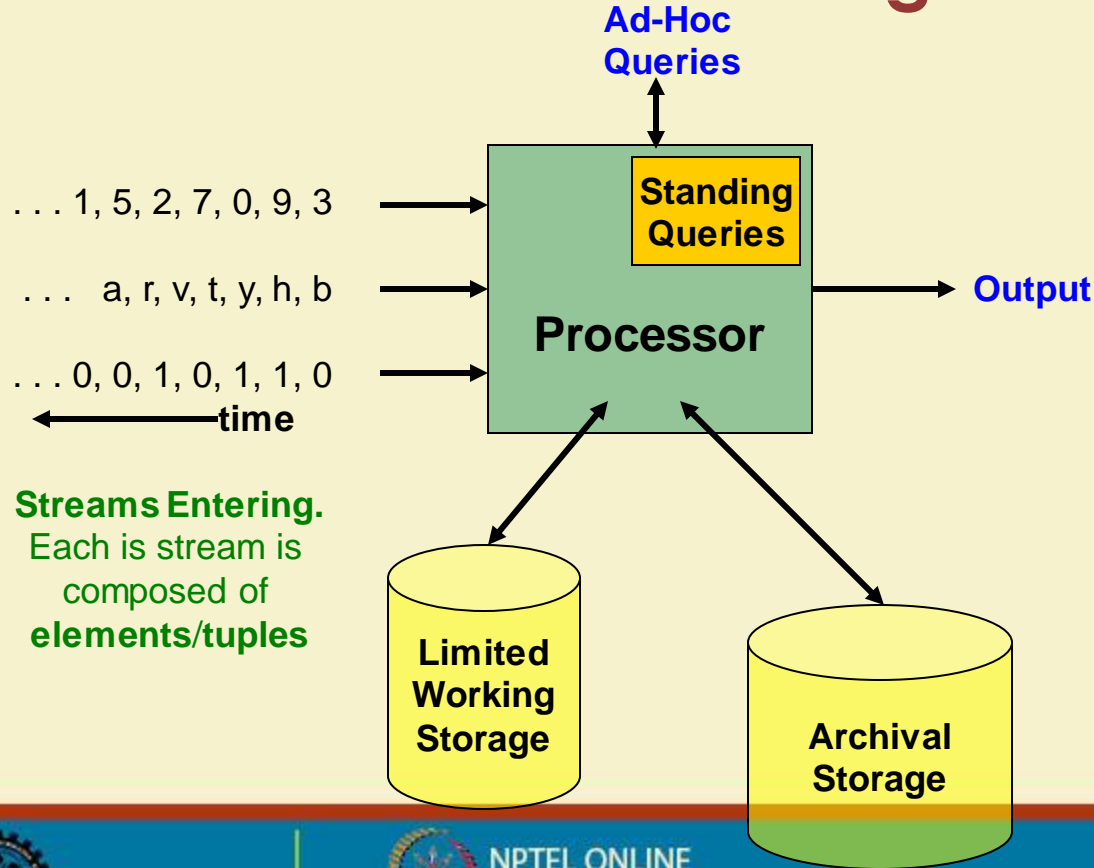 Ad-Hoc
Queries
Standing
Queries
. . . 1, 5, 2, 7, 0, 9, 3
. . . a, r, v, t, y, h, b
. . . 0, 0, 1, 0, 1, 1, 0
time
Processor
Output
Streams Entering.
Each is stream is
composed of
elements/tuples
Limited
Working
Storage
Archival
Storage
NPTEL ONLINE